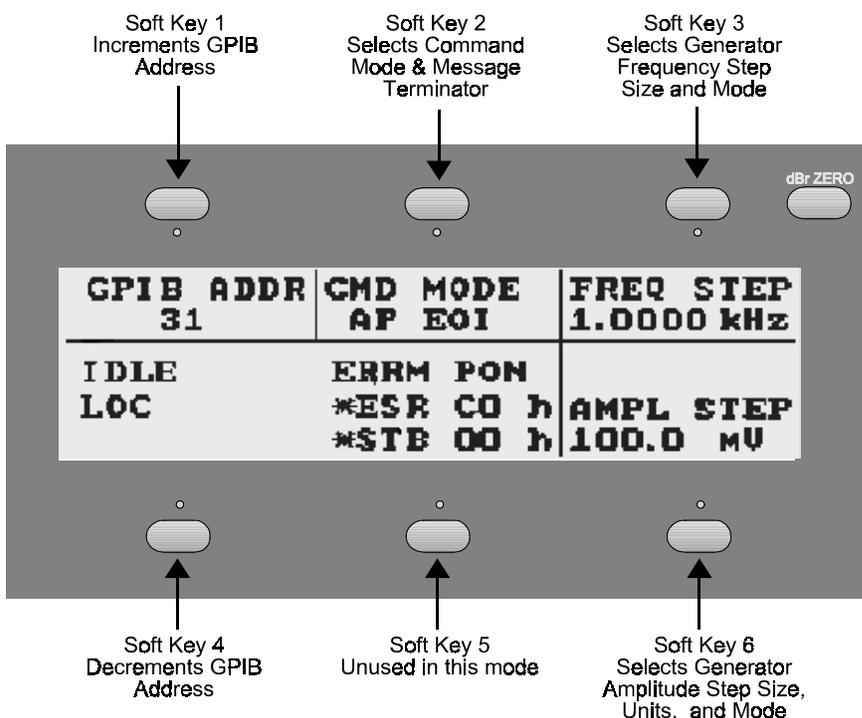 Soft Key 1
Increments GPIB
Address
Soft Key 2
Selects Command
Mode & Message
Terminator
Soft Key 3
Selects Generator
Frequency Step
Size and Mode
dBr ZERO
GPIB ADDR
31
CMD MODE
AP EOI
FREQ STEP
1.0000 kHz
IDLE
LOC
ERRM PON
*ESR C0 h
*STB 00 h
AMPL STEP
100.0 mV
Soft Key 4
Decrements GPIB
Address
Soft Key 5
Unused in this mode
Soft Key 6
Selects Generator
Amplitude Step Size,
Units, and Mode